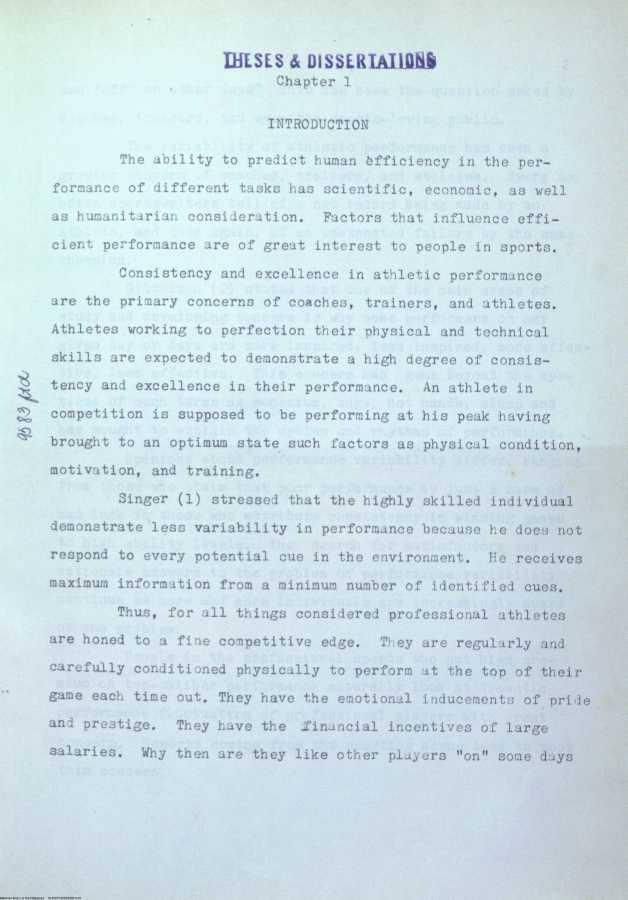 THESES & DISSERTATIONS
Chapter 1
INTRODUCTION
The ability to predict human efficiency in the per-
formance of different tasks has scientific, economic, as well
as humanitarian consideration. Factors that influence effi-
cient performance are of great interest to people in sports.
Consistency and excellence in athletic performance
are the primary concerns of coaches, trainers, and athletes.
Athletes working to perfection their physical and technical
skills are expected to demonstrate a high degree of consis-
tency and excellence in their performance. An athlete in
competition is supposed to be performing at his peak having
brought to an optimum state such factors as physical condition,
motivation, and training.
Singer (1) stressed that the highly skilled individual
demonstrate less variability in performance because he does not
respond to every potential cue in the environment. He receives
maximum information from a minimum number of identified cues.
Thus, for all things considered professional athletes
are honed to a fine competitive edge. They are regularly and
carefully conditioned physically to perform at the top of their
game each time out. They have the emotional inducements of pride
and prestige. They have the financial incentives of large
salaries. Why then are they like other players "on" some days